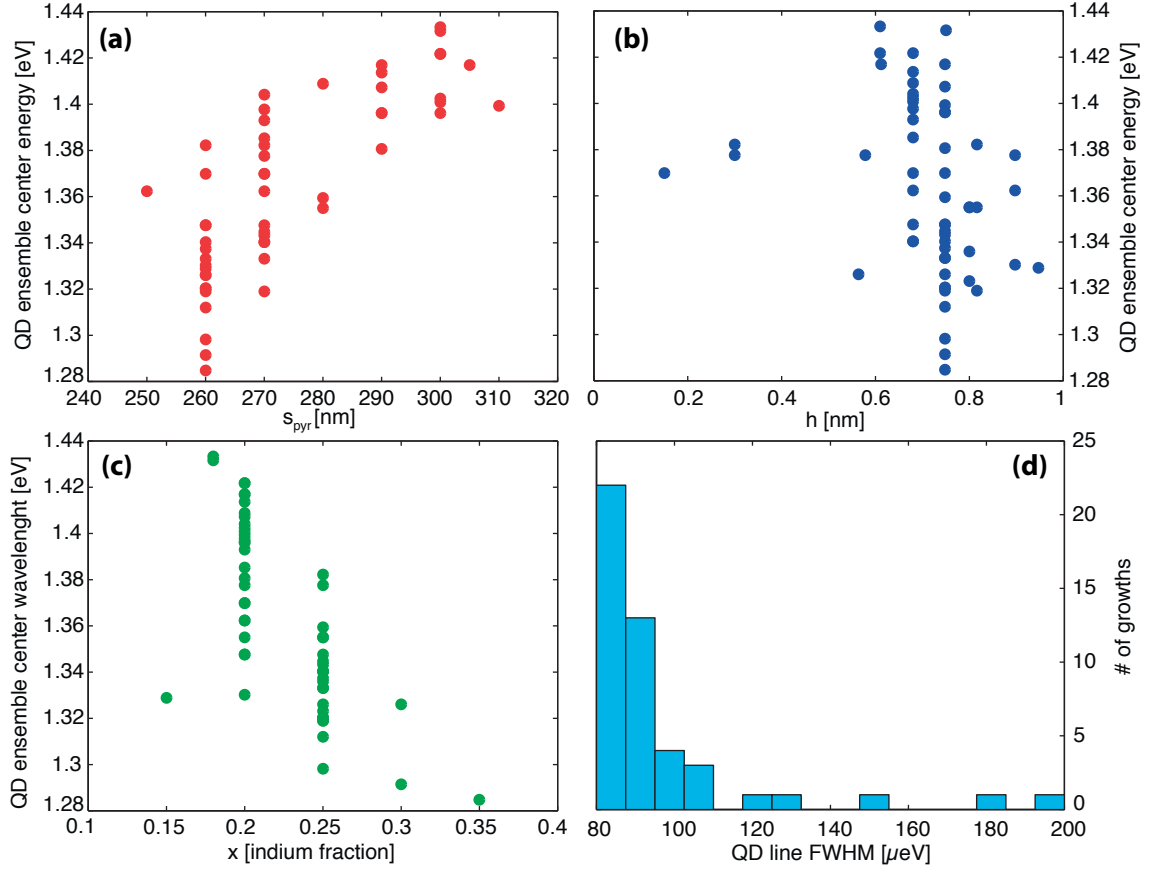 (a)
QD ensemble center energy [eV]
1.44
1.42
1.4
1.38
1.36
1.34
1.32
1.3
1.28
240 250 260 270 280 290 300 310 320
s_pyr [nm]
(b)
1.44
1.42
1.4
1.38
1.36
1.34
1.32
1.3
1.28
QD ensemble center energy [eV]
0 0.2 0.4 0.6 0.8 1
h [nm]
(c)
QD ensemble center wavelenght [eV]
1.44
1.42
1.4
1.38
1.36
1.34
1.32
1.3
1.28
0.1 0.15 0.2 0.25 0.3 0.35 0.4
x [indium fraction]
(d)
25
20
15
10
5
0
# of growths
80 100 120 140 160 180 200
QD line FWHM [µeV]